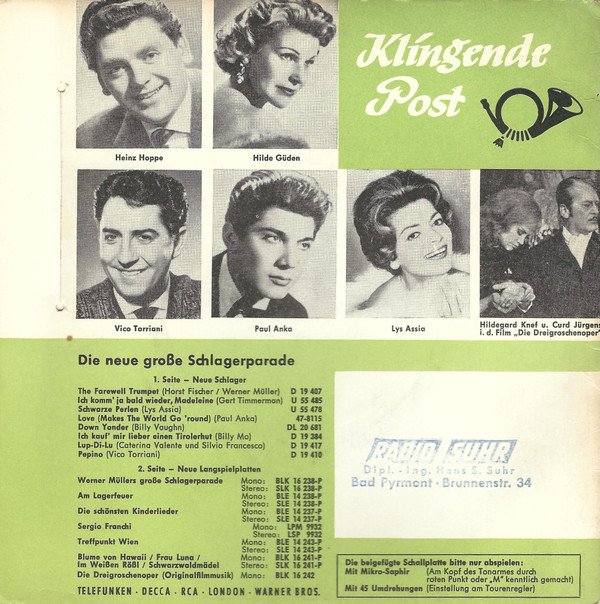 Klingende
Post
Heinz Hoppe
Hilde Güden
Vico Torriani
Paul Anka
Lys Assia
Hildegard Knef u. Curd Jürgens
i. d. Film „Die Dreigroschenoper"
Die neue große Schlagerparade
1. Seite – Neue Schlager
The Farewell Trumpet (Horst Fischer / Werner Müller) D 19 407
Ich komm' ja bald wieder, Madeleine (Gert Timmerman) U 55 485
Schwarze Perlen (Lys Assia) U 55 478
Love (Makes The World Go 'round) (Paul Anka) 47-8115
Down Yonder (Billy Vaughn) DL 20 681
Ich kauf' mir lieber einen Tirolerhut (Billy Mo) D 19 384
Lup-Di-Lu (Caterina Valente und Silvio Francesco) D 19 417
Pepino (Vico Torriani) D 19 410
2. Seite – Neue Langspielplatten
Werner Müllers große Schlagerparade Mono: BLK 16 238-P
Stereo: SLK 16 238-P
Am Lagerfeuer Mono: BLE 14 238-P
Stereo: SLE 14 238-P
Die schönsten Kinderlieder Mono: BLE 14 237-P
Stereo: SLE 14 237-P
Sergio Franchi Mono: LPM 9932
Stereo: LSP 9932
Treffpunkt Wien Mono: BLE 14 243-P
Stereo: SLE 14 243-P
Blume von Hawaii / Frau Luna / Mono: BLK 16 241-P
Im Weißen Rößl / Schwarzwaldmädel Stereo: SLK 16 241-P
Die Dreigroschenoper (Originalfilmmusik) Mono: BLK 16 242
TELEFUNKEN · DECCA · RCA · LONDON · WARNER BROS.
RADIO SUHR
Dipl. - Ing. Hans S. Suhr
Bad Pyrmont - Brunnenstr. 34
Die beigefügte Schallplatte bitte nur abspielen:
Mit Mikro-Saphir (Am Kopf des Tonarmes durch
roten Punkt oder „M" kenntlich gemacht)
Mit 45 Umdrehungen (Einstellung am Tourenregler)